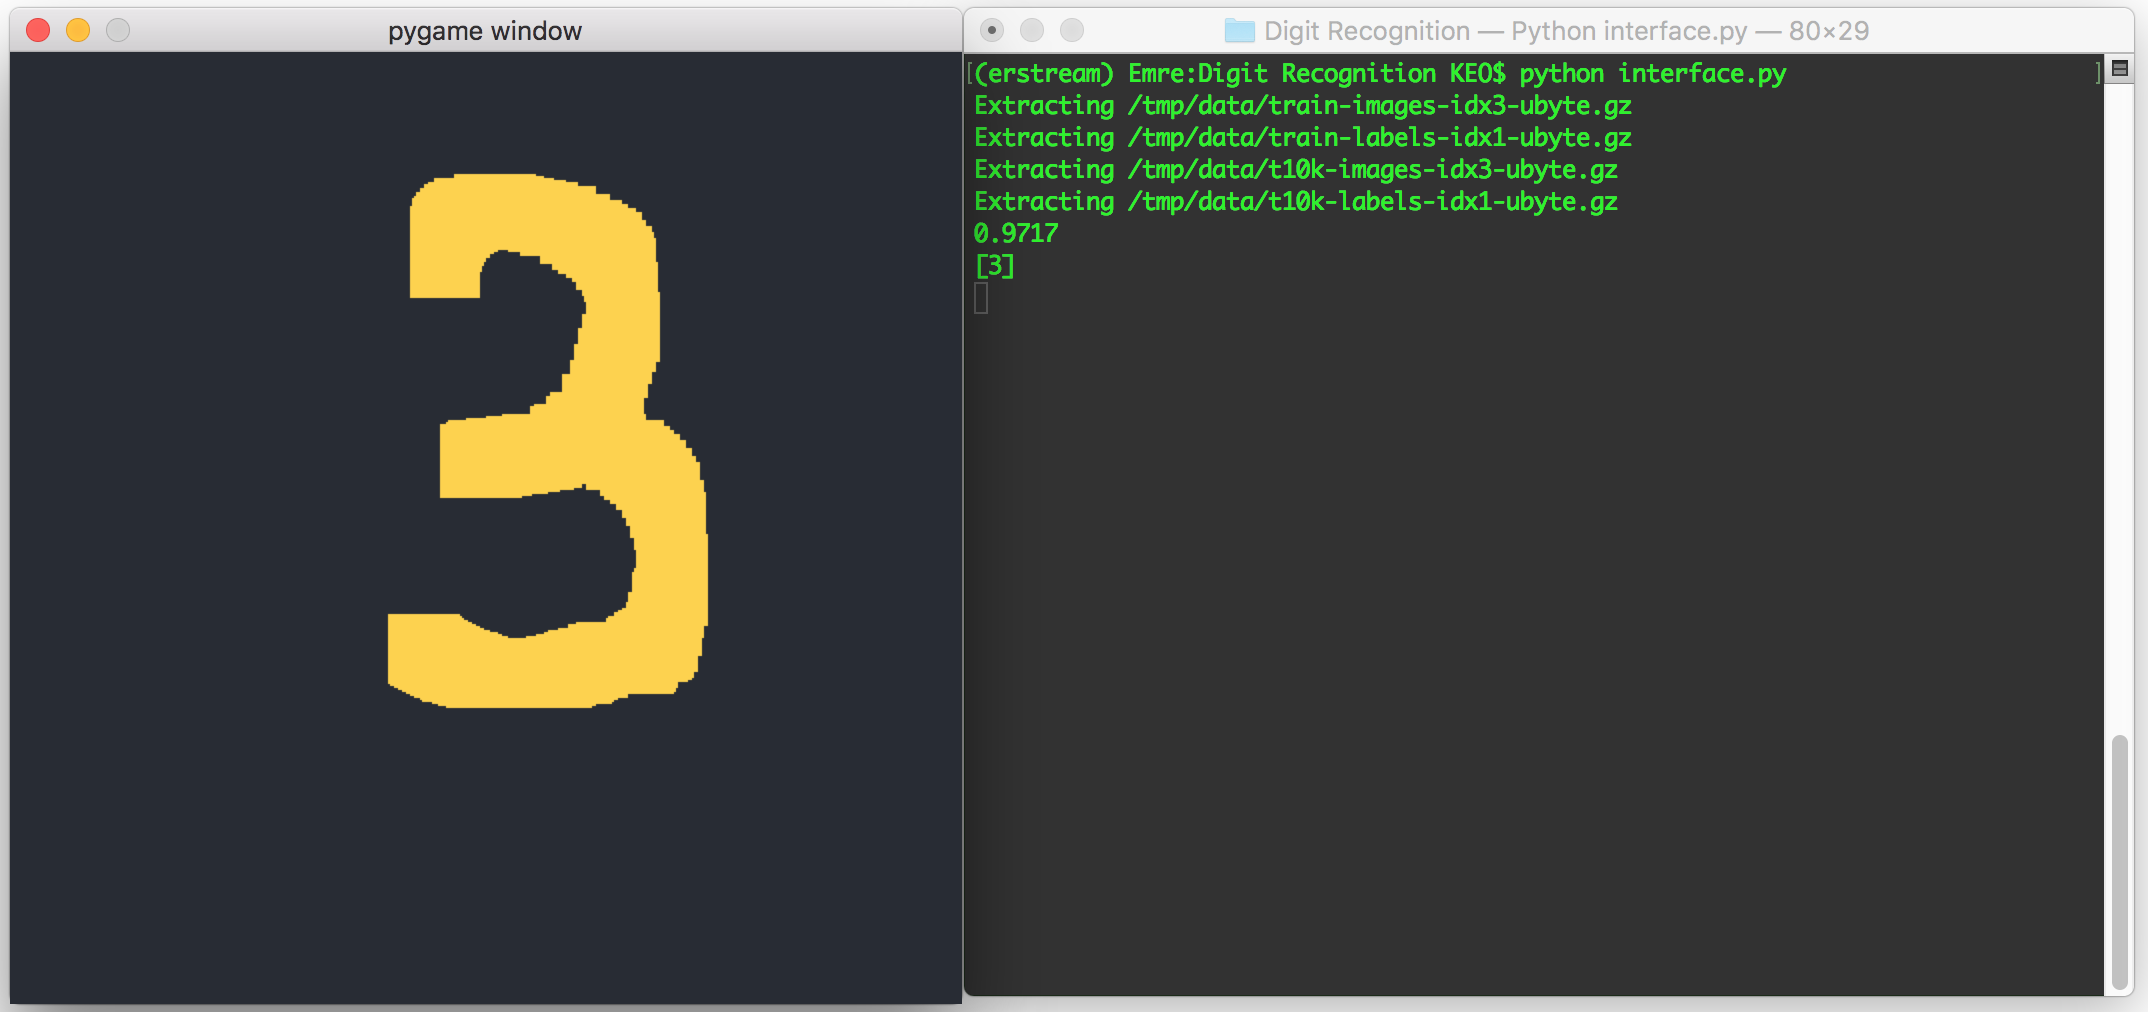 pygame window
3
Digit Recognition — Python interface.py — 80×29
[(erstream) Emre:Digit Recognition KEO$ python interface.py ]
Extracting /tmp/data/train-images-idx3-ubyte.gz
Extracting /tmp/data/train-labels-idx1-ubyte.gz
Extracting /tmp/data/t10k-images-idx3-ubyte.gz
Extracting /tmp/data/t10k-labels-idx1-ubyte.gz
0.9717
[3]